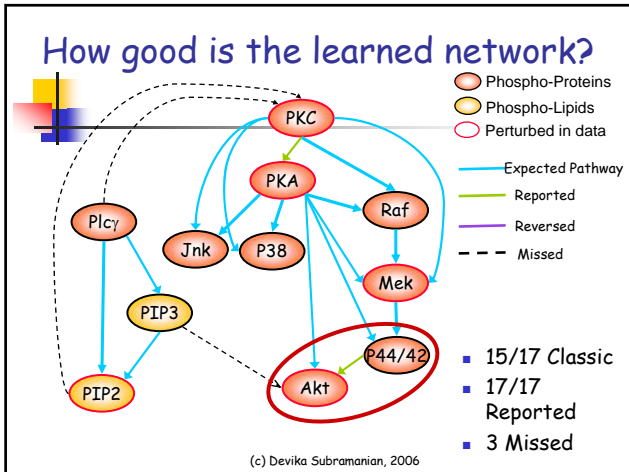 How good is the learned network?
Phospho-Proteins
Phospho-Lipids
Perturbed in data
Expected Pathway
Reported
Reversed
Missed
PKC
PKA
Raf
Plcγ
Jnk
P38
Mek
PIP3
P44/42
Akt
PIP2
15/17 Classic
17/17
Reported
3 Missed
(c) Devika Subramanian, 2006